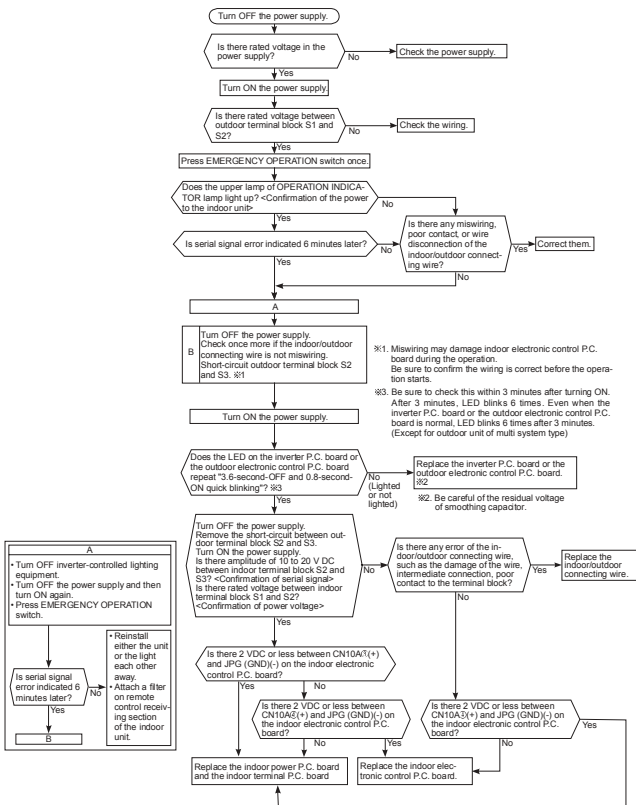 Turn OFF the power supply.
Is there rated voltage in the
power supply?
No
Check the power supply.
Yes
Turn ON the power supply.
Is there rated voltage between
outdoor terminal block S1 and
S2?
No
Check the wiring.
Yes
Press EMERGENCY OPERATION switch once.
Does the upper lamp of OPERATION INDICA-
TOR lamp light up? <Confirmation of the power
to the indoor unit>
No
Yes
Is serial signal error indicated 6 minutes later?
No
Yes
Is there any miswiring,
poor contact, or wire
disconnection of the
indoor/outdoor connect-
ing wire?
Yes
Correct them.
No
A
B
Turn OFF the power supply.
Check once more if the indoor/outdoor
connecting wire is not miswiring.
Short-circuit outdoor terminal block S2
and S3. ※1
※1. Miswiring may damage indoor electronic control P.C.
board during the operation.
Be sure to confirm the wiring is correct before the opera-
tion starts.
※3. Be sure to check this within 3 minutes after turning ON.
After 3 minutes, LED blinks 6 times. Even when the
inverter P.C. board or the outdoor electronic control P.C.
board is normal, LED blinks 6 times after 3 minutes.
(Except for outdoor unit of multi system type)
Turn ON the power supply.
Does the LED on the inverter P.C. board or
the outdoor electronic control P.C. board
repeat "3.6-second-OFF and 0.8-second-
ON quick blinking"? ※3
No
(Lighted
or not
lighted)
Replace the inverter P.C. board or the
outdoor electronic control P.C. board.
※2
※2. Be careful of the residual voltage
of smoothing capacitor.
Yes
Turn OFF the power supply.
Remove the short-circuit between out-
door terminal block S2 and S3.
Turn ON the power supply.
Is there amplitude of 10 to 20 V DC
between indoor terminal block S2 and
S3? <Confirmation of serial signal>
Is there rated voltage between indoor
terminal block S1 and S2?
<Confirmation of power voltage>
No
Is there any error of the in-
door/outdoor connecting wire,
such as the damage of the wire,
intermediate connection, poor
contact to the terminal block?
Yes
Replace the
indoor/outdoor
connecting wire.
No
Yes
A
• Turn OFF inverter-controlled lighting
equipment.
• Turn OFF the power supply and then
turn ON again.
• Press EMERGENCY OPERATION
switch.
Is serial signal
error indicated 6
minutes later?
No
• Reinstall
either the unit
or the light
each other
away.
• Attach a filter
on remote
control receiv-
ing section
of the indoor
unit.
Yes
B
Is there 2 VDC or less between CN10A①(+)
and JPG (GND)(-) on the indoor electronic
control P.C. board?
Yes
No
Is there 2 VDC or less between
CN10A③(+) and JPG (GND)(-) on
the indoor electronic control P.C.
board?
No
Yes
Is there 2 VDC or less between
CN10A③(+) and JPG (GND)(-) on
the indoor electronic control P.C.
board?
Yes
No
Replace the indoor power P.C. board
and the indoor terminal P.C. board
Replace the indoor elec-
tronic control P.C. board.